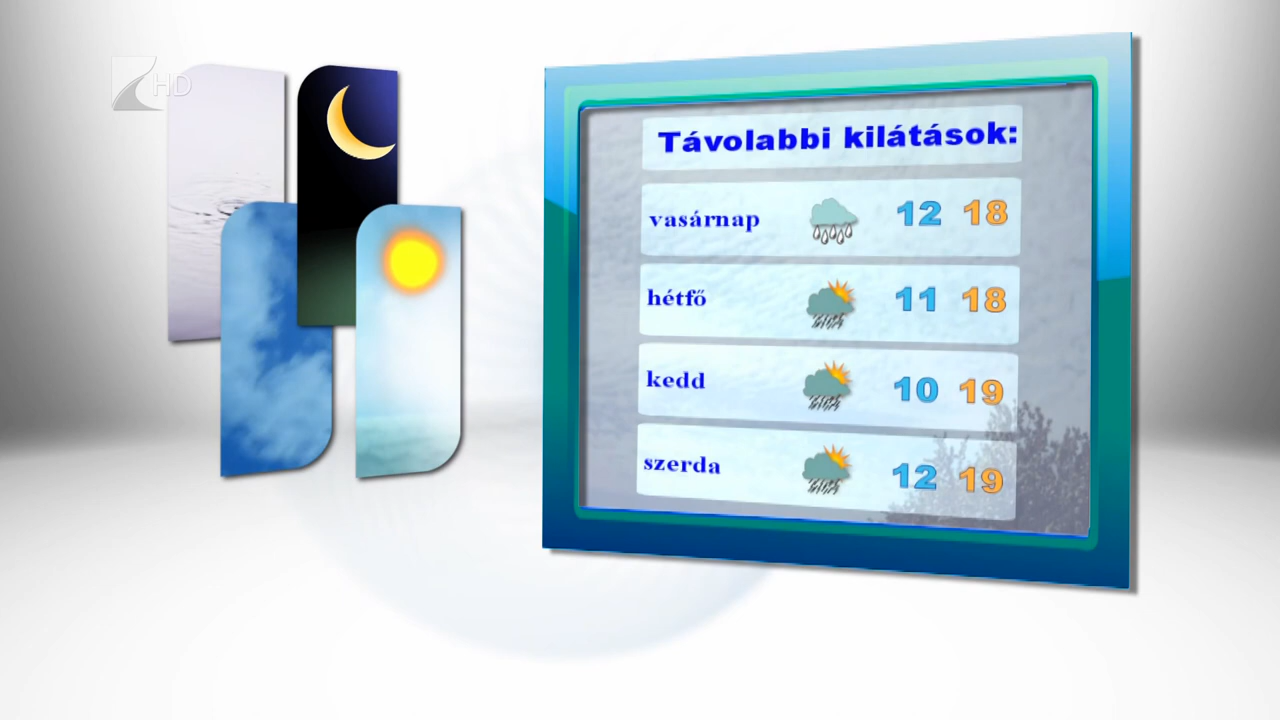 HD
Távolabbi kilátások:
vasárnap 12 18
hétfő 11 18
kedd 10 19
szerda 12 19